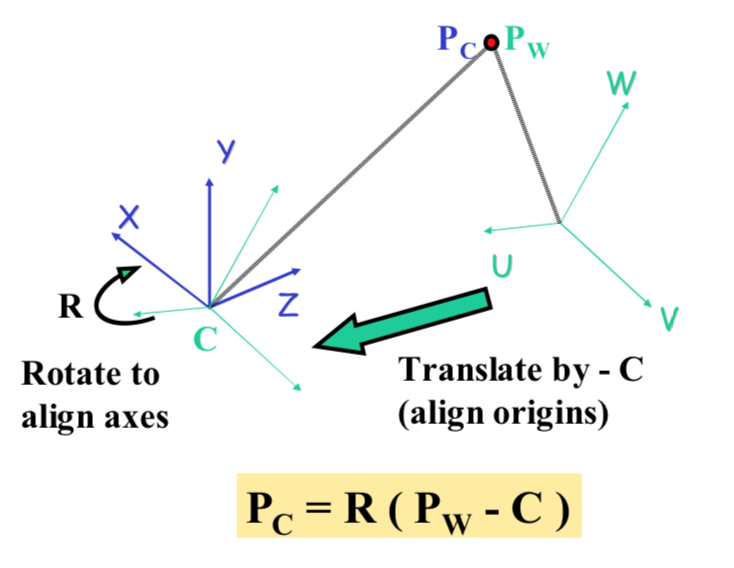 P_C P_W
W
Y
X
U
Z
R
V
C
Rotate to
align axes
Translate by - C
(align origins)
P_C = R ( P_W - C )